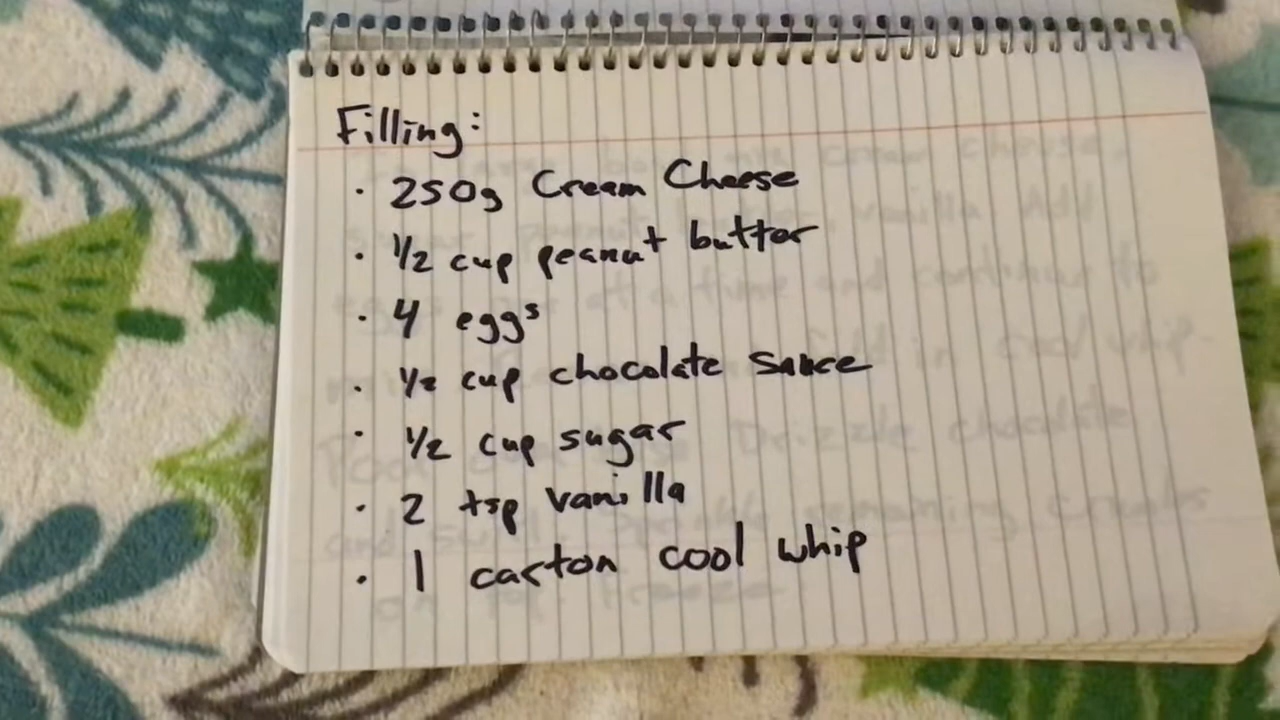 Filling:
· 250g Cream Cheese
· 1/2 cup peanut butter
· 4 eggs
· 1/2 cup chocolate sauce
· 1/2 cup sugar
· 2 tsp vanilla
· 1 carton cool whip